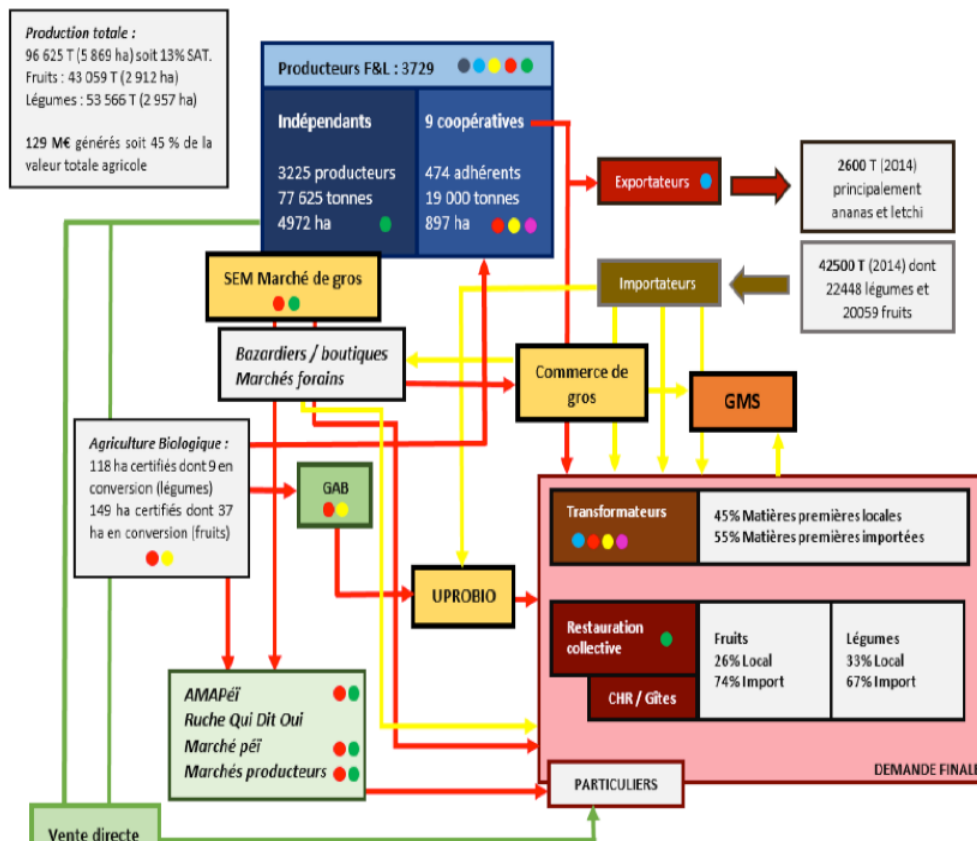 Production totale :
96 625 T (5 869 ha) soit 13% SAT.
Fruits : 43 059 T (2 912 ha)
Légumes : 53 566 T (2 957 ha)
129 M€ générés soit 45 % de la
valeur totale agricole
Producteurs F&L : 3729
Indépendants
3225 producteurs
77 625 tonnes
4972 ha
9 coopératives
474 adhérents
19 000 tonnes
897 ha
Exportateurs
2600 T (2014)
principalement
ananas et letchi
SEM Marché de gros
Importateurs
42500 T (2014) dont
22448 légumes et
20059 fruits
Bazardiers / boutiques
Marchés forains
Commerce de
gros
GMS
Agriculture Biologique :
118 ha certifiés dont 9 en
conversion (légumes)
149 ha certifiés dont 37
ha en conversion (fruits)
GAB
UPROBIO
Transformateurs
45% Matières premières locales
55% Matières premières importées
Restauration
collective
CHR / Gîtes
Fruits
26% Local
74% Import
Légumes
33% Local
67% Import
DEMANDE FINALE
AMAPéï
Ruche Qui Dit Oui
Marché péï
Marchés producteurs
PARTICULIERS
Vente directe